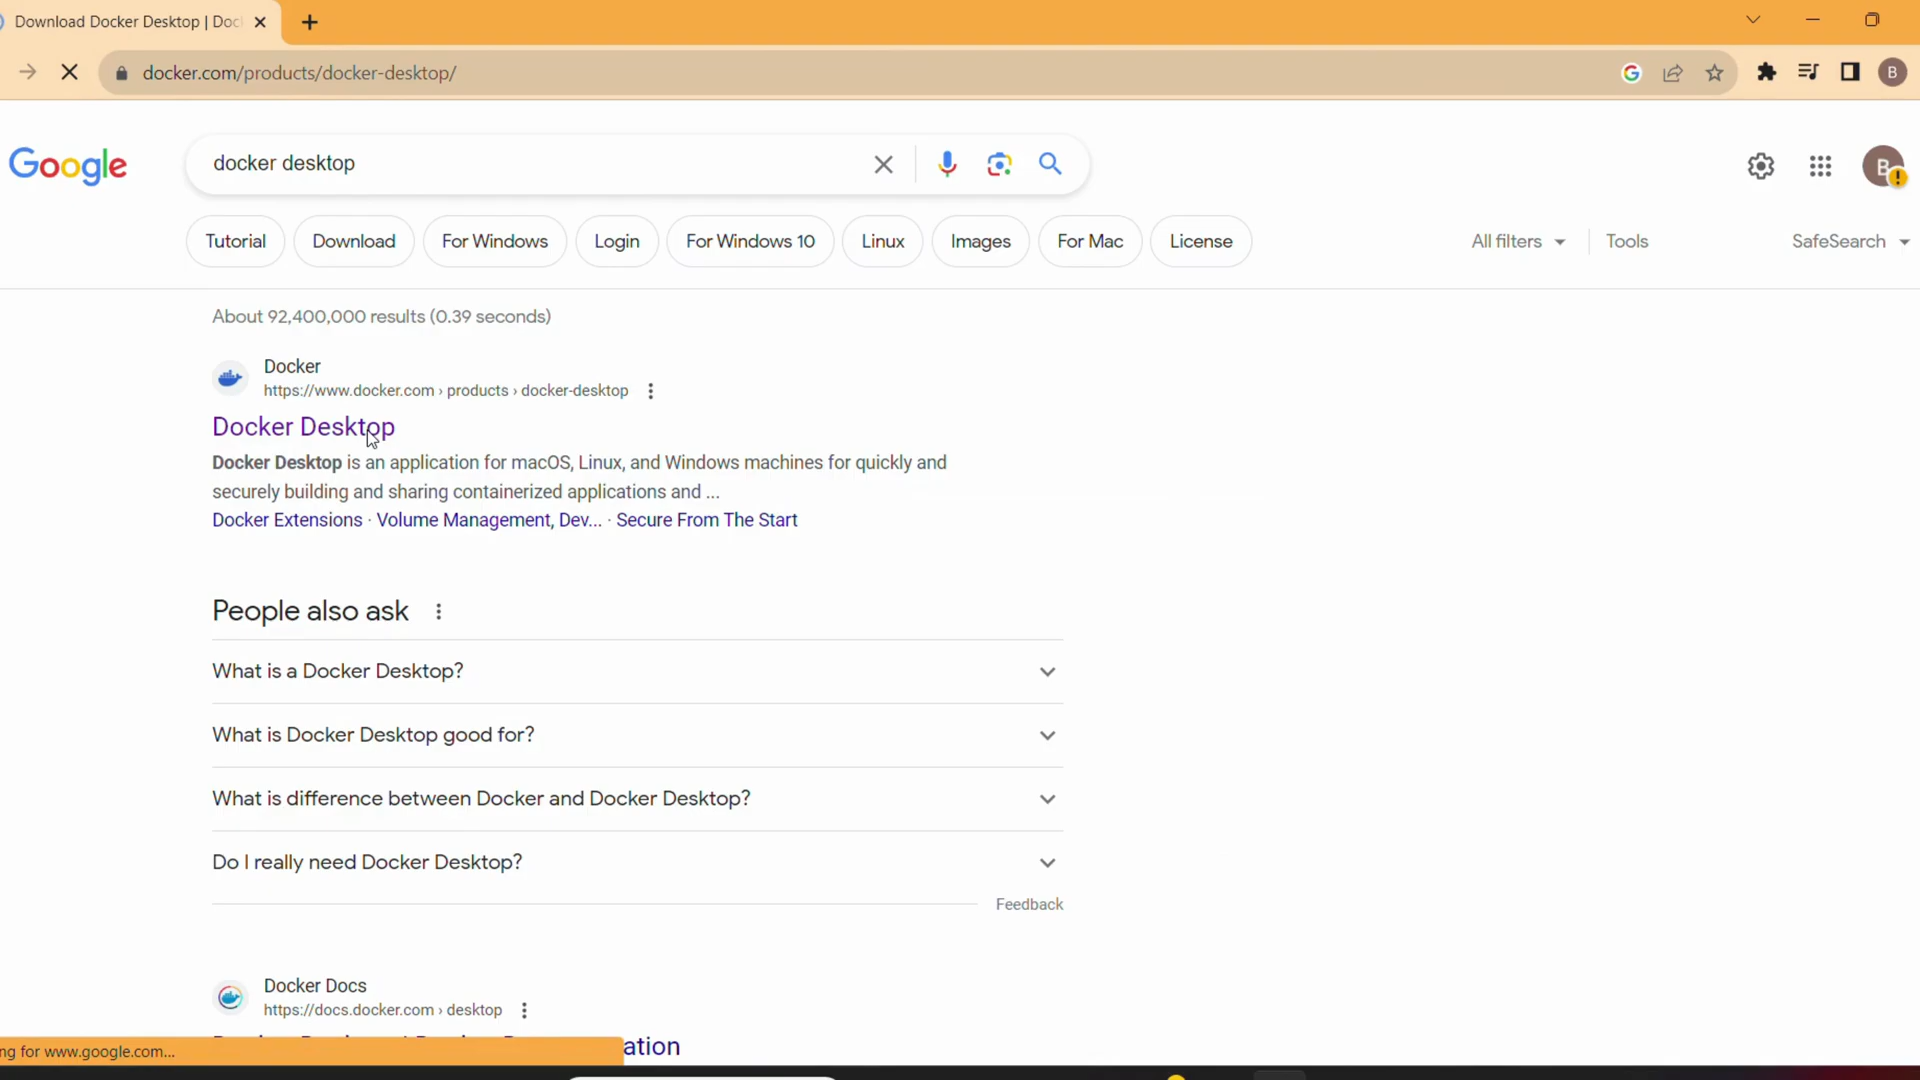 Download Docker Desktop | Doc
docker.com/products/docker-desktop/
B
Google
docker desktop
B
Tutorial
Download
For Windows
Login
For Windows 10
Linux
Images
For Mac
License
All filters
Tools
SafeSearch
About 92,400,000 results (0.39 seconds)
Docker
https://www.docker.com › products › docker-desktop
Docker Desktop
Docker Desktop is an application for macOS, Linux, and Windows machines for quickly and
securely building and sharing containerized applications and ...
Docker Extensions · Volume Management, Dev... · Secure From The Start
People also ask
What is a Docker Desktop?
What is Docker Desktop good for?
What is difference between Docker and Docker Desktop?
Do I really need Docker Desktop?
Feedback
Docker Docs
https://docs.docker.com › desktop
ation
ng for www.google.com...